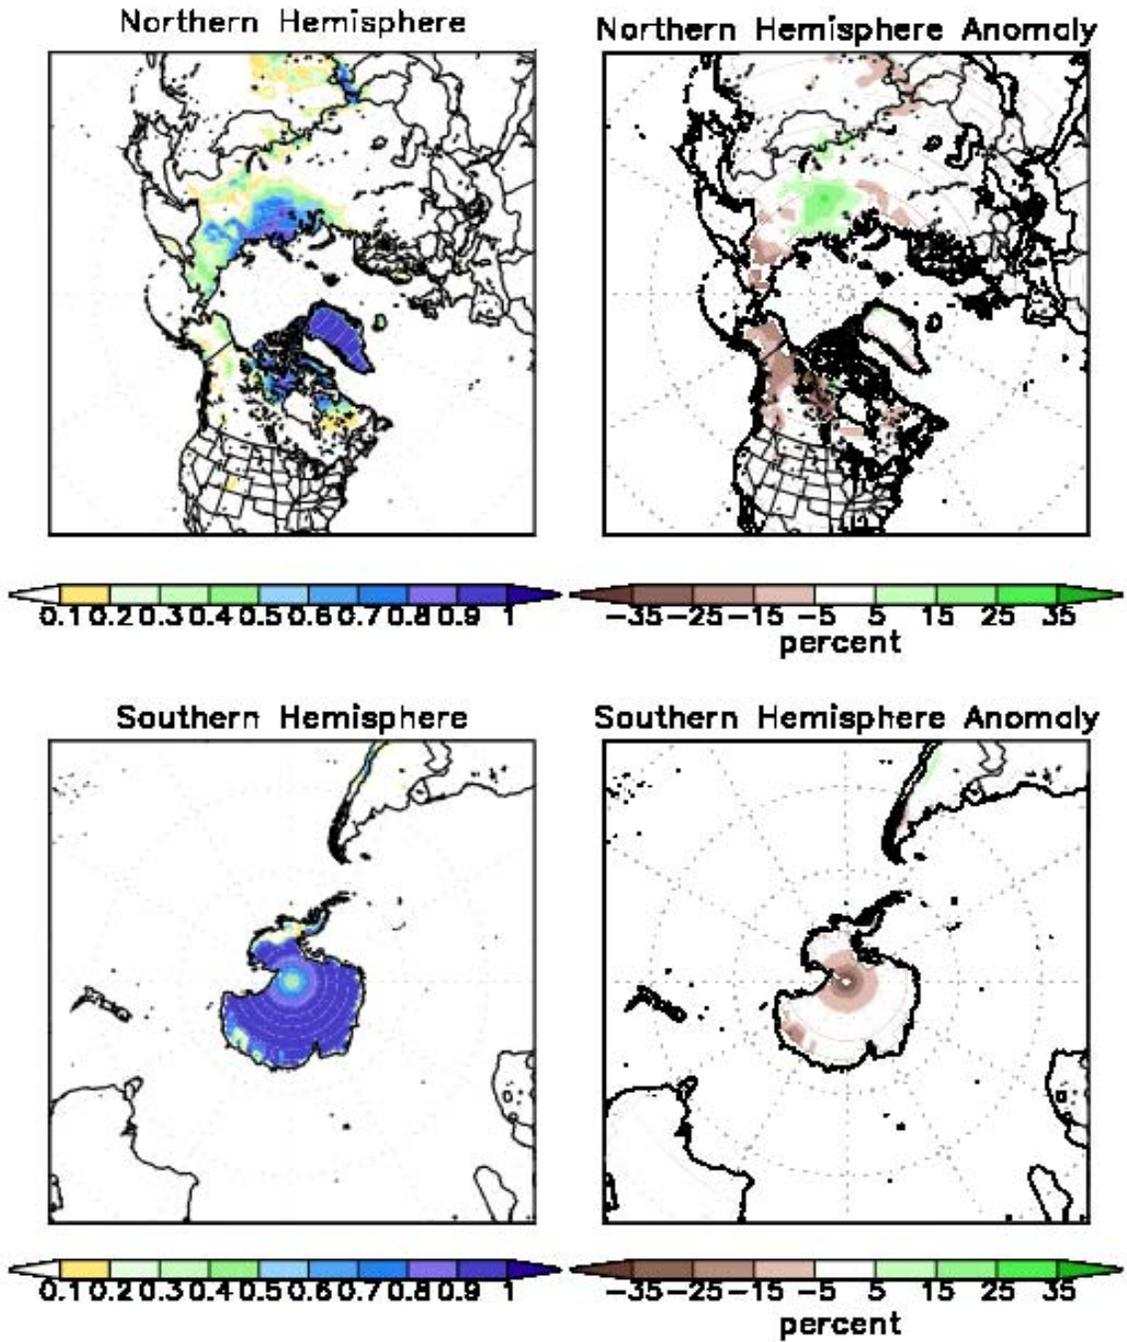 Northern Hemisphere
Northern Hemisphere Anomaly
0.1 0.2 0.3 0.4 0.5 0.6 0.7 0.8 0.9 1
-35 -25 -15 -5 5 15 25 35
percent
Southern Hemisphere
Southern Hemisphere Anomaly
0.1 0.2 0.3 0.4 0.5 0.6 0.7 0.8 0.9 1
-35 -25 -15 -5 5 15 25 35
percent